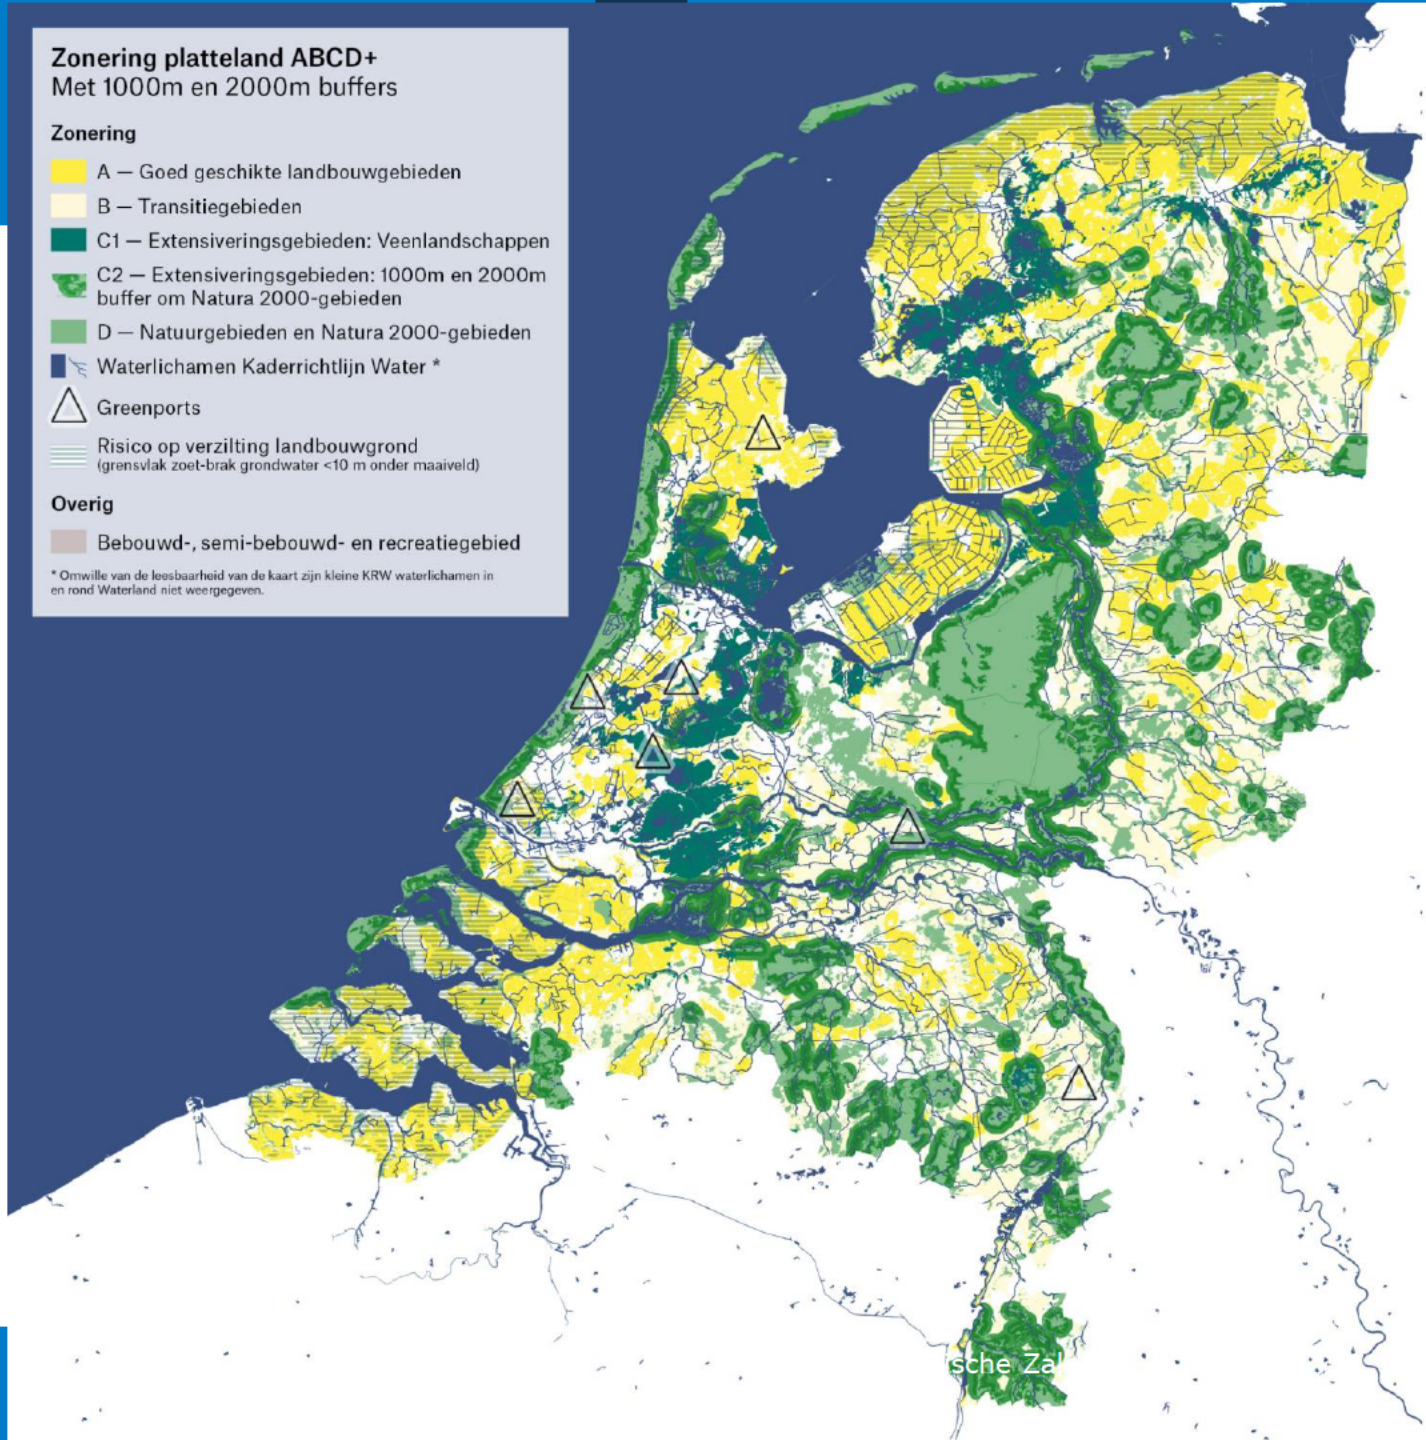 Zonering platteland ABCD+
Met 1000m en 2000m buffers
Zonering
A — Goed geschikte landbouwgebieden
B — Transitiegebieden
C1 — Extensiveringsgebieden: Veenlandschappen
C2 — Extensiveringsgebieden: 1000m en 2000m
buffer om Natura 2000-gebieden
D — Natuurgebieden en Natura 2000-gebieden
Waterlichamen Kaderrichtlijn Water *
Greenports
Risico op verzilting landbouwgrond
(grensvlak zoet-brak grondwater <10 m onder maaiveld)
Overig
Bebouwd-, semi-bebouwd- en recreatiegebied
* Omwille van de leesbaarheid van de kaart zijn kleine KRW waterlichamen in
en rond Waterland niet weergegeven.
sche Za